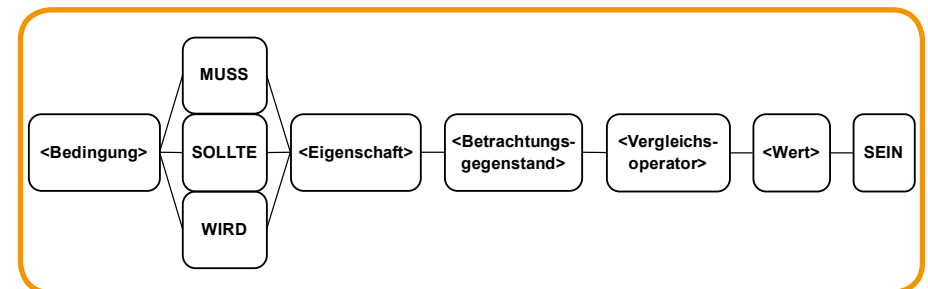 <Bedingung>
MUSS
SOLLTE
WIRD
<Eigenschaft>
<Betrachtungs-
gegenstand>
<Vergleichs-
operator>
<Wert>
SEIN